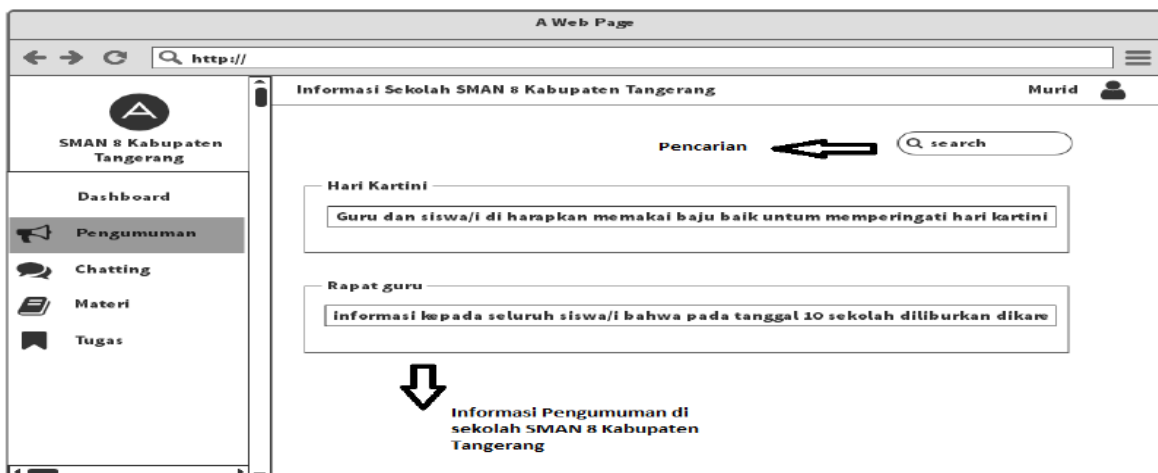 A Web Page
http://
SMAN 8 Kabupaten
Tangerang
Informasi Sekolah SMAN 8 Kabupaten Tangerang
Murid
Pencarian
search
Dashboard
Pengumuman
Chatting
Materi
Tugas
Hari Kartini
Guru dan siswa/i di harapkan memakai baju baik untum memperingati hari kartini
Rapat guru
informasi kepada seluruh siswa/i bahwa pada tanggal 10 sekolah diliburkan dikare
Informasi Pengumuman di
sekolah SMAN 8 Kabupaten
Tangerang